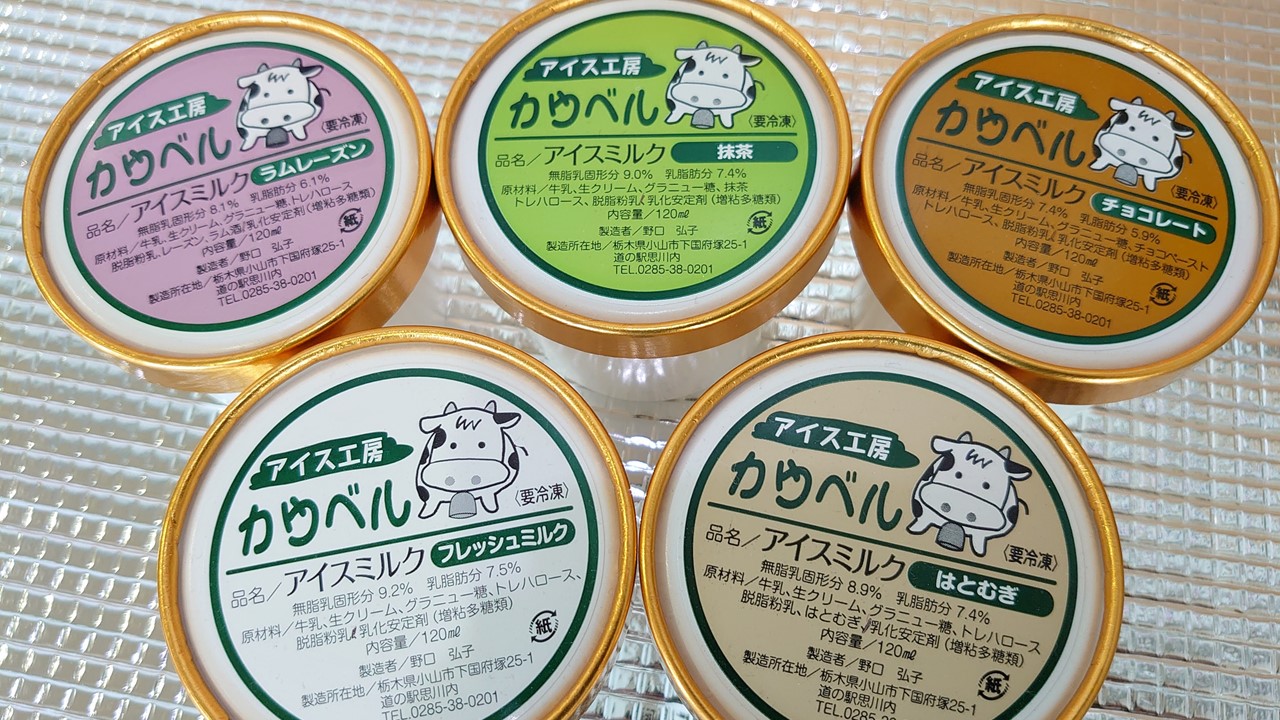 アイス工房
カウベル
〈要冷凍〉
品名／アイスミルク ラムレーズン
無脂乳固形分 8.1% 乳脂肪分 6.1%
原材料／牛乳、生クリーム、グラニュー糖、トレハロース
脱脂粉乳、レーズン、ラム酒/乳化安定剤(増粘多糖類)
内容量／120㎖
製造者／野口 弘子
製造所在地／栃木県小山市下国府塚25-1
道の駅思川内
TEL.0285-38-0201
紙
アイス工房
カウベル
〈要冷凍〉
品名／アイスミルク 抹茶
無脂乳固形分 9.0% 乳脂肪分 7.4%
原材料／牛乳、生クリーム、グラニュー糖、抹茶
トレハロース、脱脂粉乳/乳化安定剤(増粘多糖類)
内容量／120㎖
製造者／野口 弘子
製造所在地／栃木県小山市下国府塚25-1
道の駅思川内
TEL.0285-38-0201
紙
アイス工房
カウベル
〈要冷凍〉
品名／アイスミルク チョコレート
無脂乳固形分 7.4% 乳脂肪分 5.9%
原材料／牛乳、生クリーム、グラニュー糖、チョコペースト
トレハロース、脱脂粉乳/乳化安定剤(増粘多糖類)
内容量／120㎖
製造者／野口 弘子
製造所在地／栃木県小山市下国府塚25-1
道の駅思川内
TEL.0285-38-0201
紙
アイス工房
カウベル
〈要冷凍〉
品名／アイスミルク フレッシュミルク
無脂乳固形分 9.2% 乳脂肪分 7.5%
原材料／牛乳、生クリーム、グラニュー糖、トレハロース、
脱脂粉乳/乳化安定剤(増粘多糖類)
内容量／120㎖
製造者／野口 弘子
製造所在地／栃木県小山市下国府塚25-1
道の駅思川内
TEL.0285-38-0201
紙
アイス工房
カウベル
〈要冷凍〉
品名／アイスミルク はとむぎ
無脂乳固形分 8.9% 乳脂肪分 7.4%
原材料／牛乳、生クリーム、グラニュー糖、トレハロース
脱脂粉乳、はとむぎ/乳化安定剤(増粘多糖類)
内容量／120㎖
製造者／野口 弘子
製造所在地／栃木県小山市下国府塚25-1
道の駅思川内
TEL.0285-38
紙